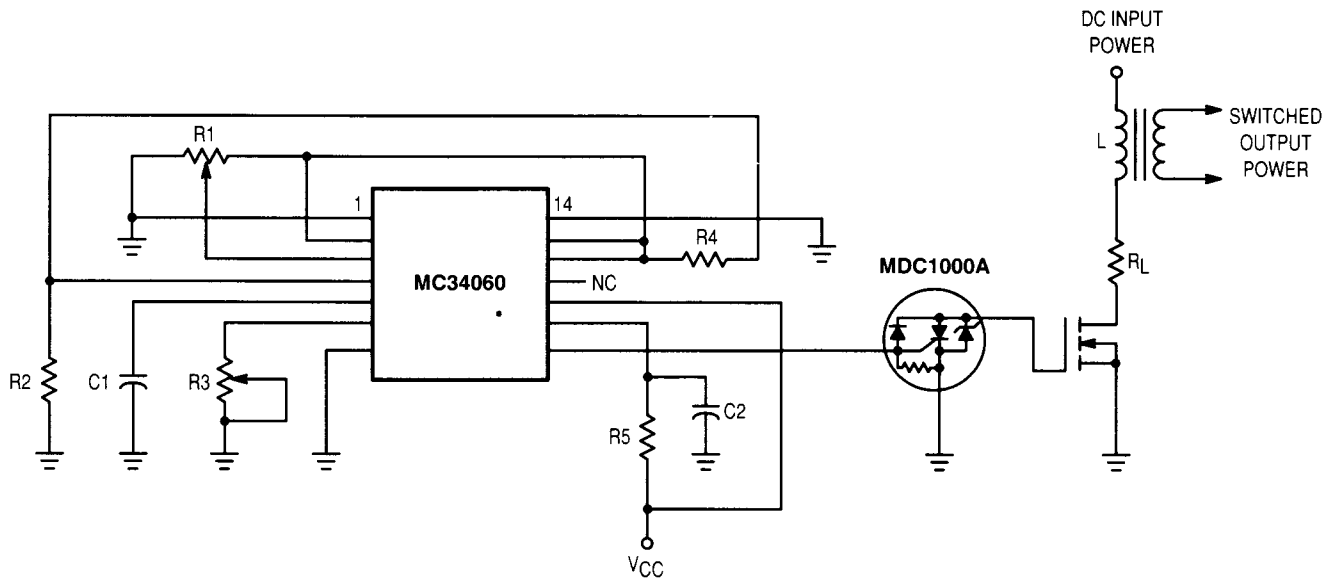 DC INPUT
POWER
R1
L
SWITCHED
OUTPUT
POWER
1
14
R4
MC34060
NC
MDC1000A
RL
R2
C1
R3
C2
R5
VCC